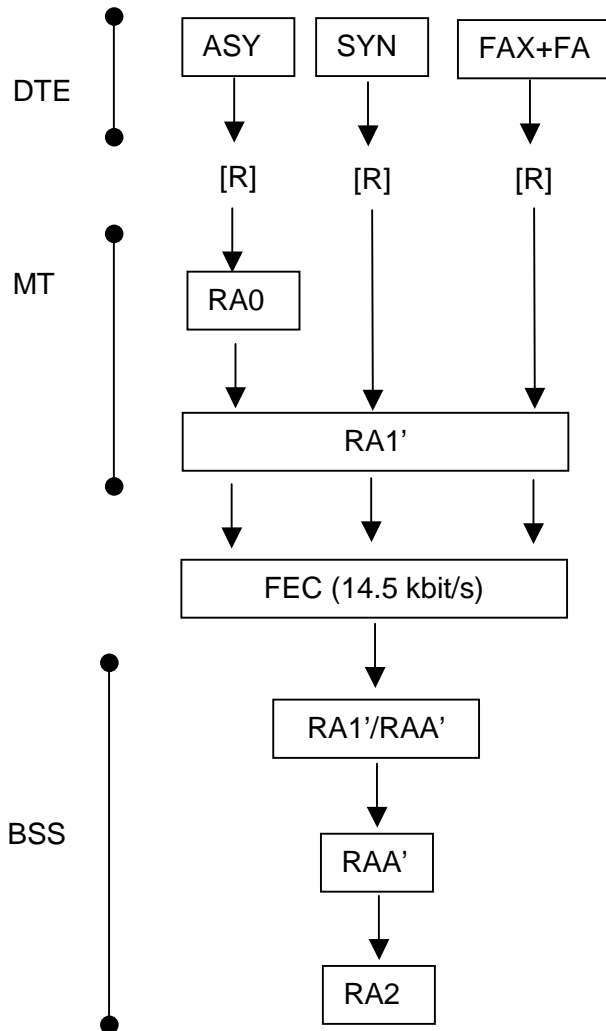 ASY SYN FAX+FA
DTE
[R] [R] [R]
MT
RA0
RA1’
FEC (14.5 kbit/s)
RA1’/RAA’
BSS
RAA’
RA2